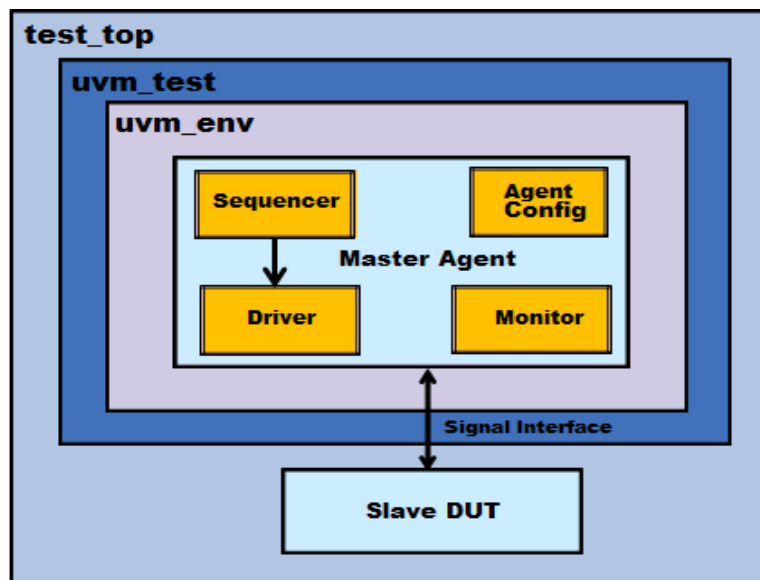 test_top
uvm_test
uvm_env
Sequencer
Agent
Config
Master Agent
Driver
Monitor
Signal Interface
Slave DUT